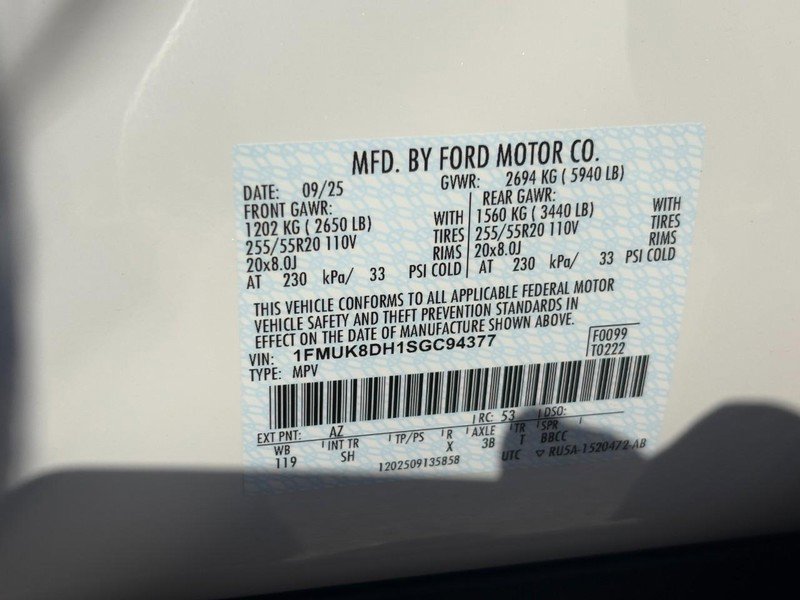 MFD. BY FORD MOTOR CO.
DATE: 09/25 GVWR: 2694 KG ( 5940 LB)
FRONT GAWR: REAR GAWR:
1202 KG ( 2650 LB) WITH 1560 KG ( 3440 LB) WITH
255/55R20 110V TIRES 255/55R20 110V TIRES
20x8.0J RIMS 20x8.0J RIMS
AT 230 kPa/ 33 PSI COLD AT 230 kPa/ 33 PSI COLD
THIS VEHICLE CONFORMS TO ALL APPLICABLE FEDERAL MOTOR
VEHICLE SAFETY AND THEFT PREVENTION STANDARDS IN
EFFECT ON THE DATE OF MANUFACTURE SHOWN ABOVE.
VIN: 1FMUK8DH1SGC94377 F0099
TYPE: MPV T0222
EXT PNT: AZ RC: 53 DSO:
WB INT TR TP/PS R AXLE TR SPR
119 SH X 3B T BBCC
1202509135858 UTC ▽ RU5A-1520472-AB